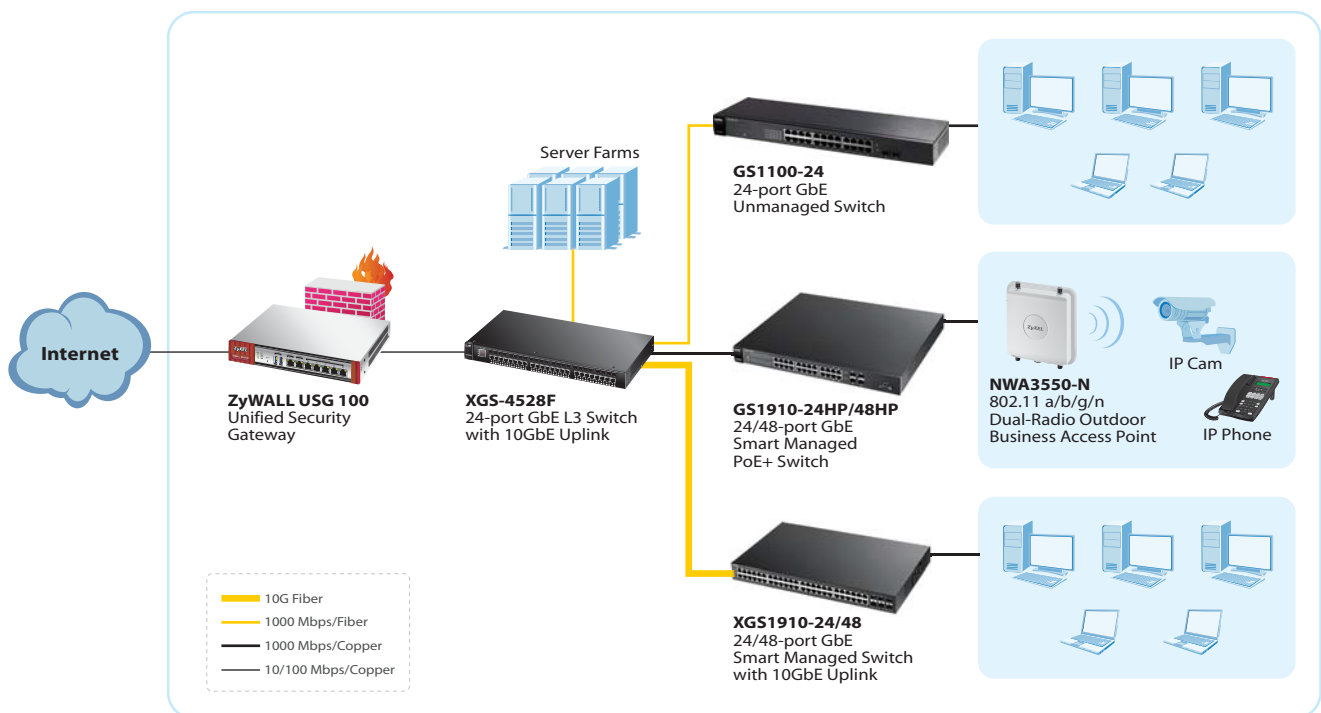 Server Farms
GS1100-24
24-port GbE
Unmanaged Switch
Internet
ZyWALL USG 100
Unified Security
Gateway
XGS-4528F
24-port GbE L3 Switch
with 10GbE Uplink
GS1910-24HP/48HP
24/48-port GbE
Smart Managed
PoE+ Switch
ZyXEL
NWA3550-N
802.11 a/b/g/n
Dual-Radio Outdoor
Business Access Point
IP Cam
IP Phone
XGS1910-24/48
24/48-port GbE
Smart Managed Switch
with 10GbE Uplink
10G Fiber
1000 Mbps/Fiber
1000 Mbps/Copper
10/100 Mbps/Copper